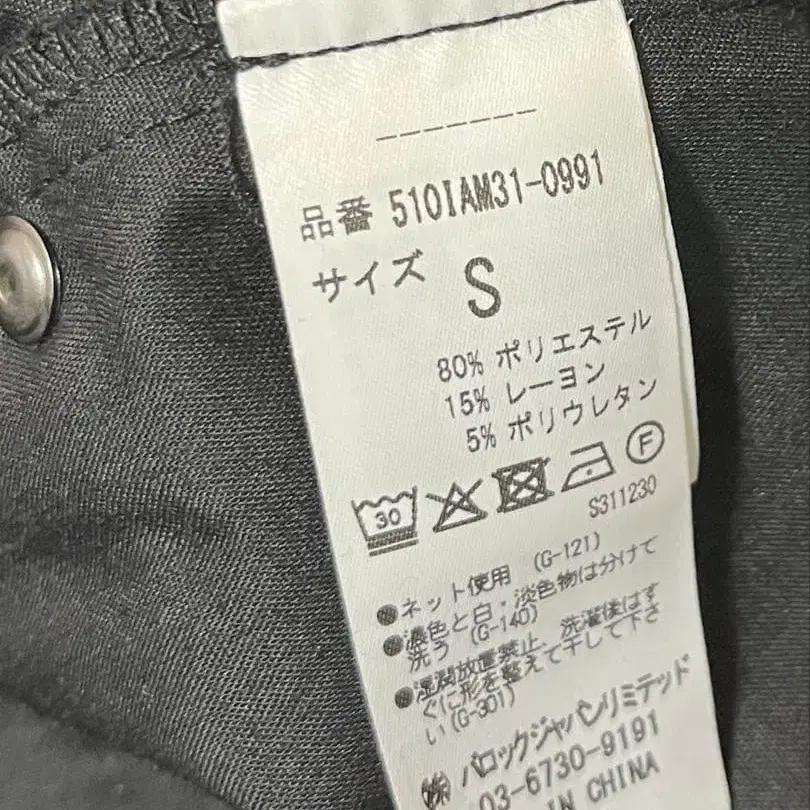 -------
品番 510IAM31-0991
サイズ S
80% ポリエステル
15% レーヨン
5% ポリウレタン
30
F
S311230
●ネット使用 (G-121)
●濃色と白・淡色物は分けて
洗う (G-140)
●湿潤放置禁止、洗濯後はす
ぐに形を整えて干して下さ
い(G-301)
㈱ バロックジャパンリミテッド
03-6730-9191
IN CHINA